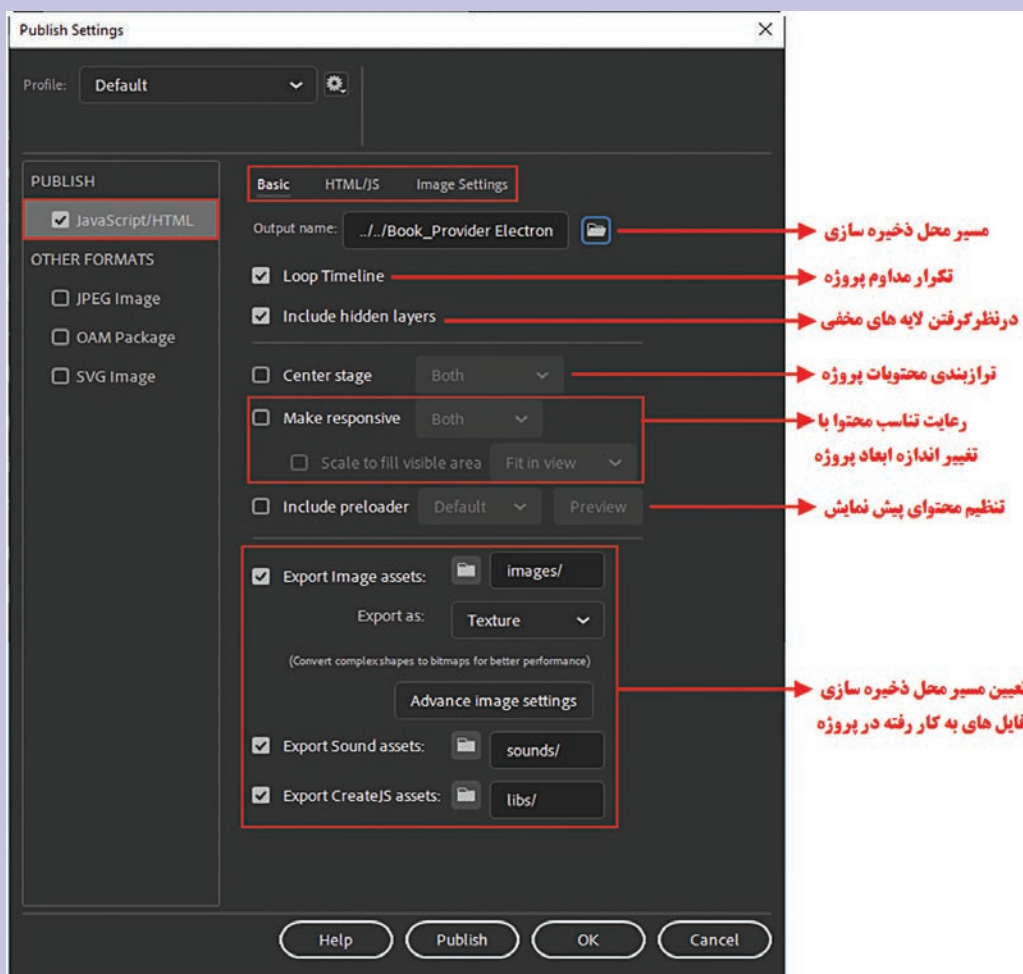 Publish Settings
Profile:
Default
PUBLISH
JavaScript/HTML
OTHER FORMATS
JPEG Image
OAM Package
SVG Image
Basic HTML/JS Image Settings
Output name: ../../Book_Provider Electron
مسیر محل ذخیره سازی
Loop Timeline
تکرار مداوم پروژه
Include hidden layers
درنظرگرفتن لایه های مخفی
Center stage Both
ترازبندی محتویات پروژه
Make responsive Both
Scale to fill visible area Fit in view
رعایت تناسب محتوا با
تغییر اندازه ابعاد پروژه
Include preloader Default Preview
تنظیم محتوای پیش نمایش
Export Image assets: images/
Export as: Texture
(Convert complex shapes to bitmaps for better performance)
Advance image settings
Export Sound assets: sounds/
Export CreateJS assets: libs/
تعیین مسیر محل ذخیره سازی
فایل های به کار رفته در پروژه
Help Publish OK Cancel